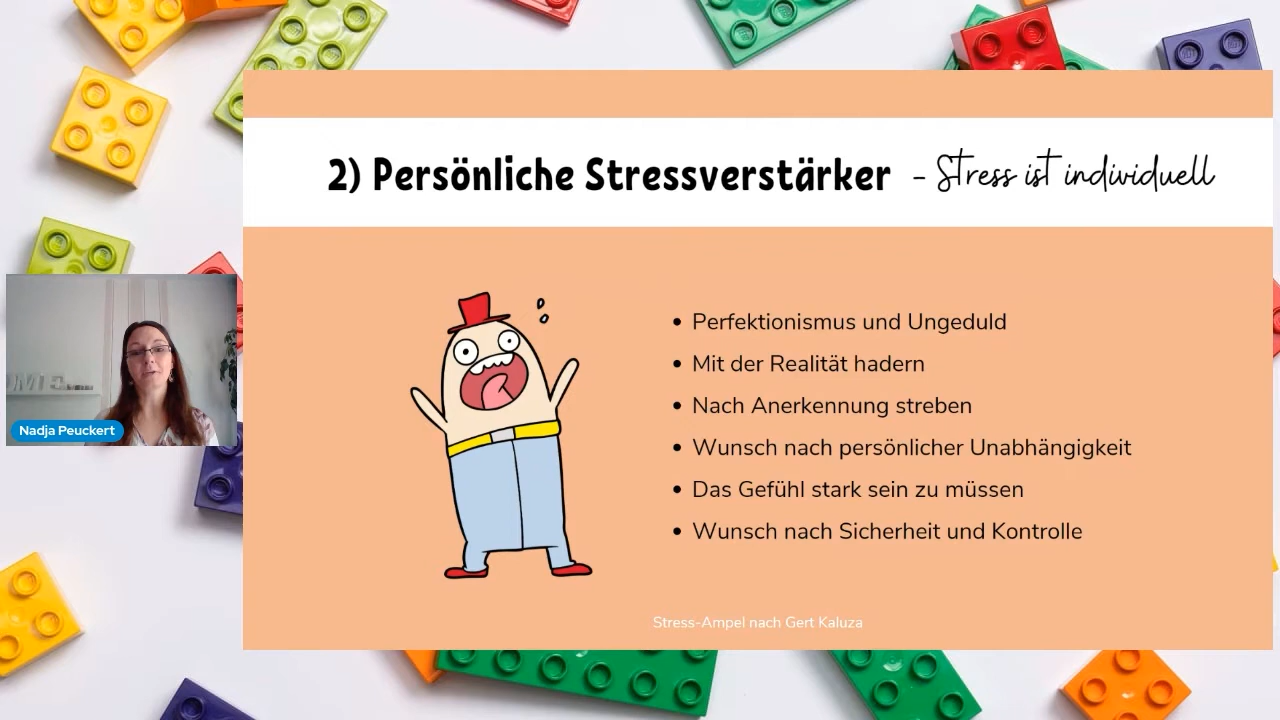 2) Persönliche Stressverstärker - Stress ist individuell
Nadja Peuckert
• Perfektionismus und Ungeduld
• Mit der Realität hadern
• Nach Anerkennung streben
• Wunsch nach persönlicher Unabhängigkeit
• Das Gefühl stark sein zu müssen
• Wunsch nach Sicherheit und Kontrolle
Stress-Ampel nach Gert Kaluza